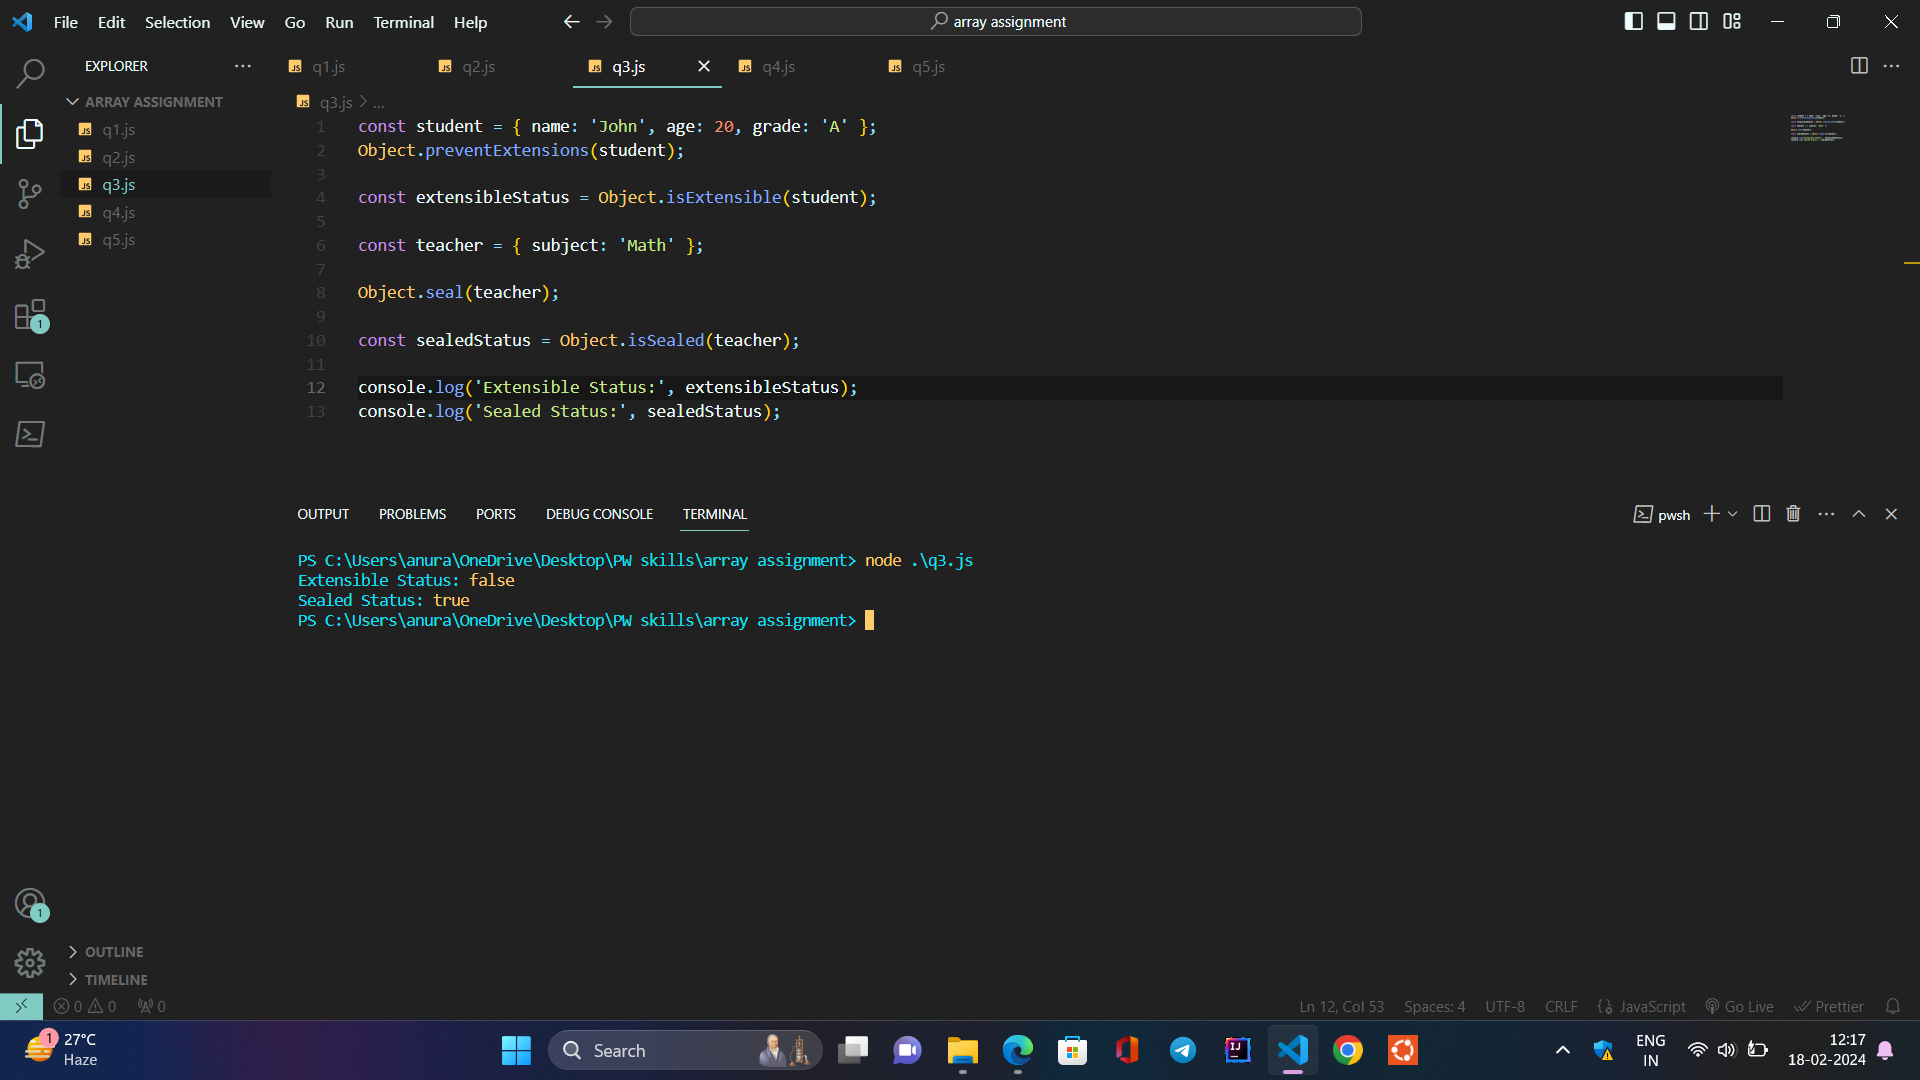 File Edit Selection View Go Run Terminal Help
array assignment
EXPLORER
q1.js
q2.js
q3.js
q4.js
q5.js
ARRAY ASSIGNMENT
q1.js
q2.js
q3.js
q4.js
q5.js
q3.js > ...
1 const student = { name: 'John', age: 20, grade: 'A' };
2 Object.preventExtensions(student);
3
4 const extensibleStatus = Object.isExtensible(student);
5
6 const teacher = { subject: 'Math' };
7
8 Object.seal(teacher);
9
10 const sealedStatus = Object.isSealed(teacher);
11
12 console.log('Extensible Status:', extensibleStatus);
13 console.log('Sealed Status:', sealedStatus);
OUTPUT PROBLEMS PORTS DEBUG CONSOLE TERMINAL
pwsh
PS C:\Users\anura\OneDrive\Desktop\PW skills\array assignment> node .\q3.js
Extensible Status: false
Sealed Status: true
PS C:\Users\anura\OneDrive\Desktop\PW skills\array assignment>
1
1
OUTLINE
TIMELINE
0 0 0
Ln 12, Col 53 Spaces: 4 UTF-8 CRLF JavaScript Go Live Prettier
1
27°C
Haze
Search
IJ
ENG
IN
12:17
18-02-2024